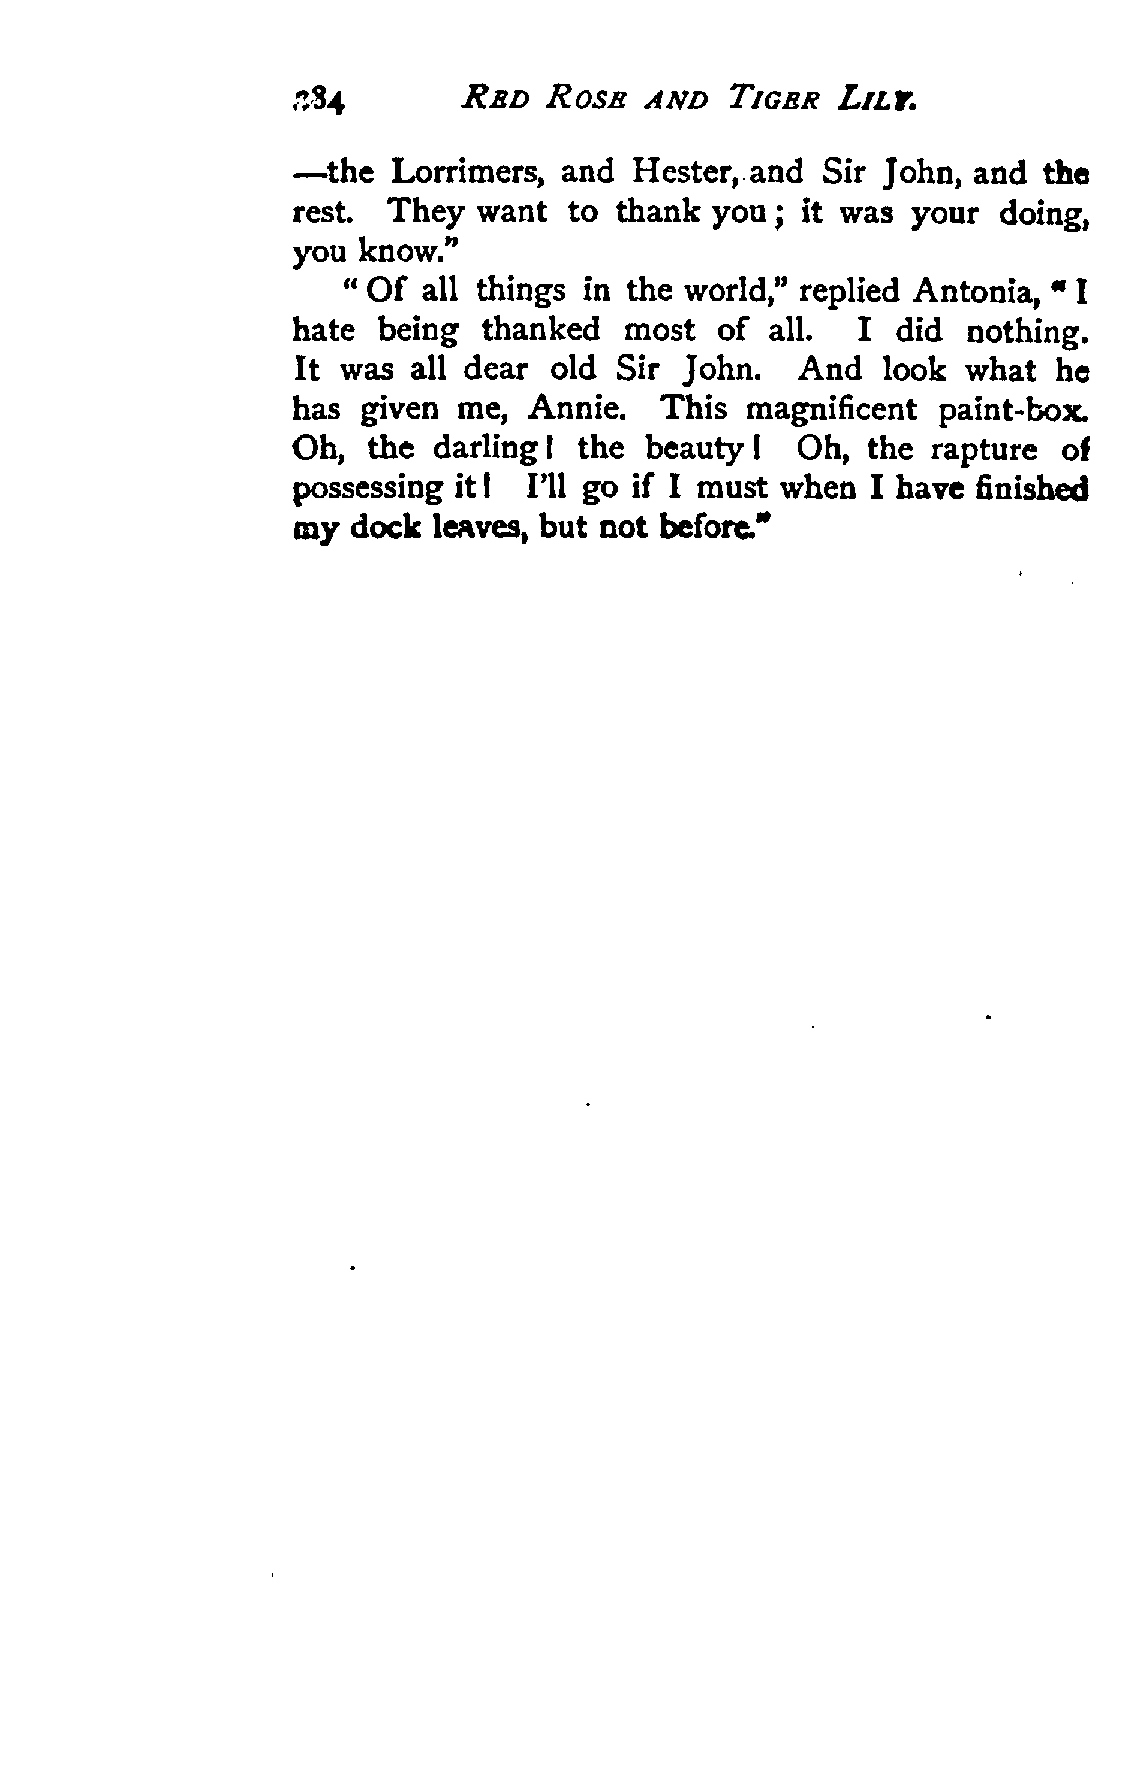 284 RED ROSE AND TIGER LILY.
—the Lorrimers, and Hester, and Sir John, and the
rest. They want to thank you; it was your doing,
you know."
"Of all things in the world," replied Antonia, "I
hate being thanked most of all. I did nothing.
It was all dear old Sir John. And look what he
has given me, Annie. This magnificent paint-box.
Oh, the darling! the beauty! Oh, the rapture of
possessing it! I'll go if I must when I have finished
my dock leaves, but not before."